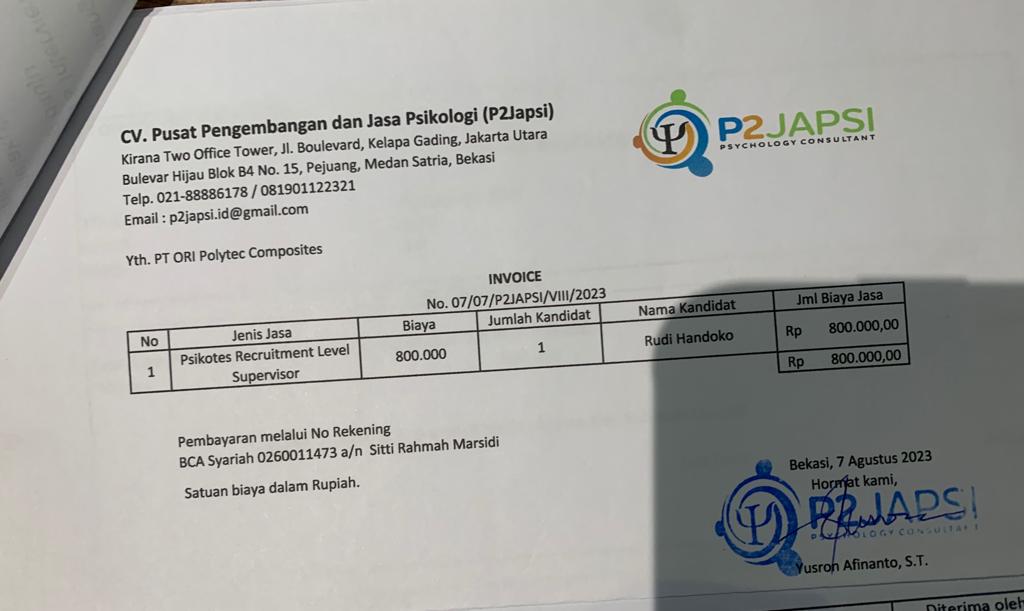 CV. Pusat Pengembangan dan Jasa Psikologi (P2Japsi)
Kirana Two Office Tower, Jl. Boulevard, Kelapa Gading, Jakarta Utara
Bulevar Hijau Blok B4 No. 15, Pejuang, Medan Satria, Bekasi
Telp. 021-88886178 / 081901122321
Email : p2japsi.id@gmail.com
P2JAPSI
PSYCHOLOGY CONSULTANT
Yth. PT ORI Polytec Composites
INVOICE
No. 07/07/P2JAPSI/VIII/2023
No Jenis Jasa Biaya Jumlah Kandidat Nama Kandidat Jml Biaya Jasa
1 Psikotes Recruitment Level Supervisor 800.000 1 Rudi Handoko Rp 800.000,00
Rp 800.000,00
Pembayaran melalui No Rekening
BCA Syariah 0260011473 a/n Sitti Rahmah Marsidi
Satuan biaya dalam Rupiah.
Bekasi, 7 Agustus 2023
Hormat kami,
P2JAPSI
PSYCHOLOGY CONSULTANT
Yusron Afinanto, S.T.
Diterima oleh